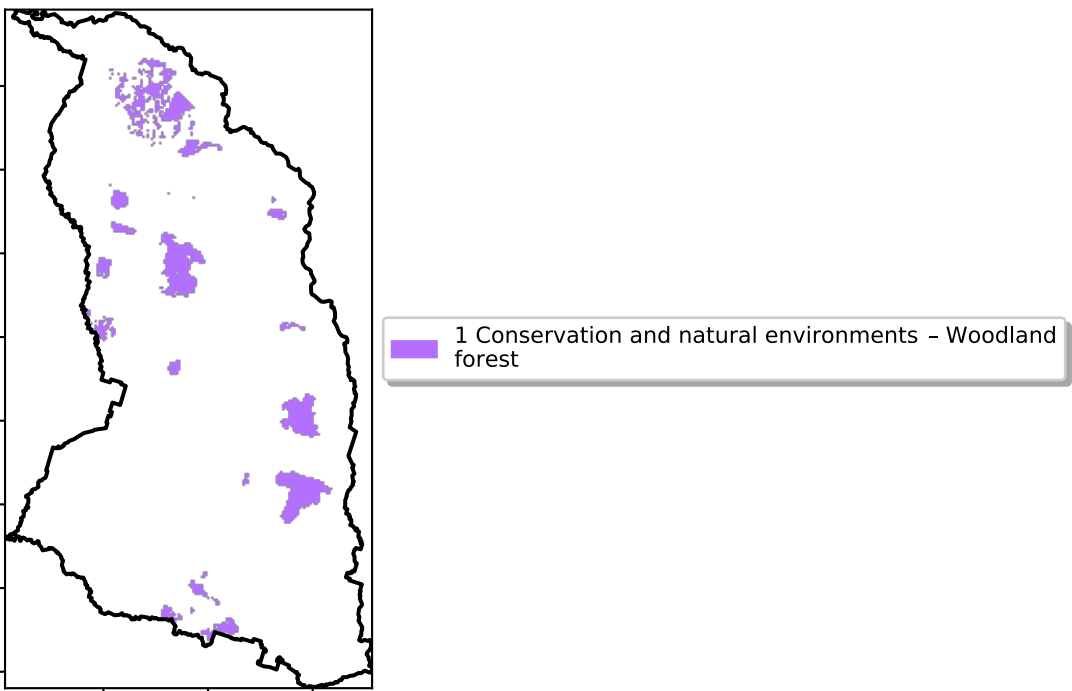 1 Conservation and natural environments – Woodland
forest